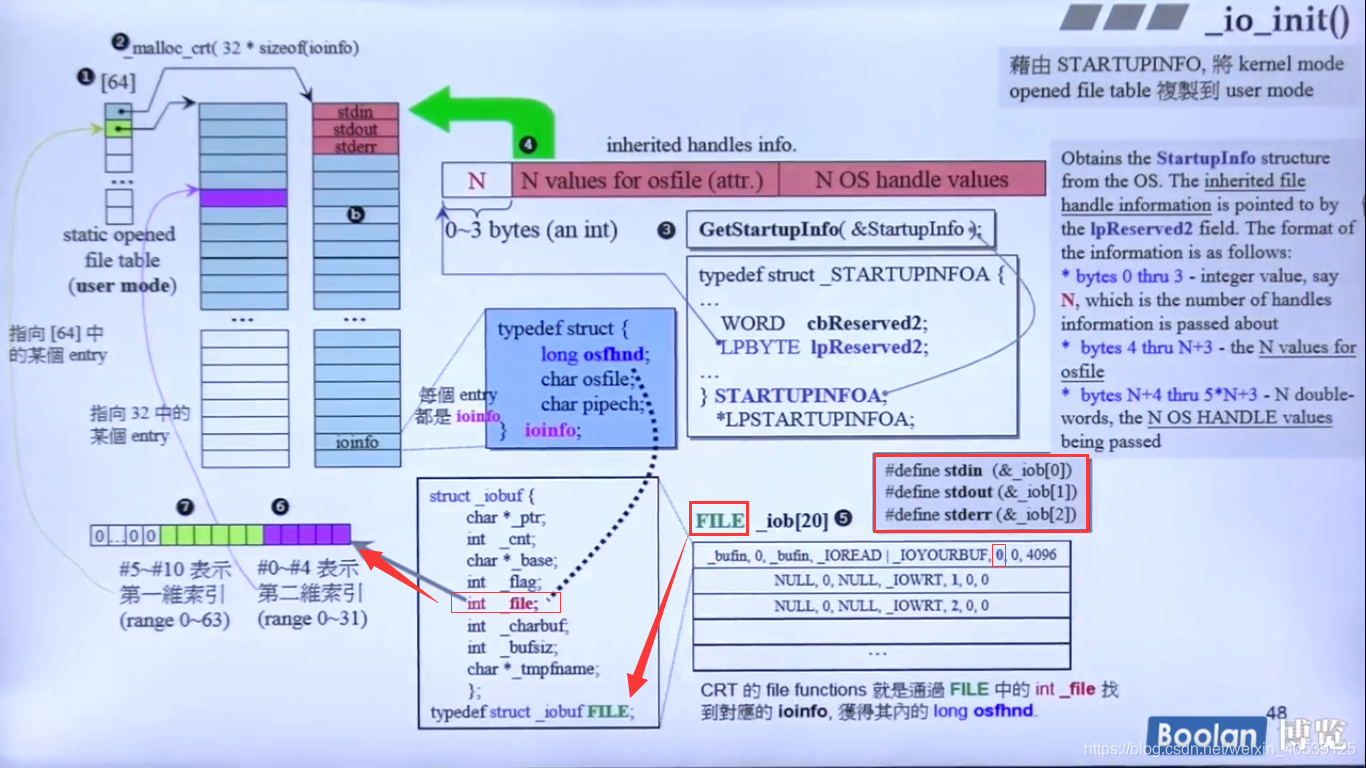 _io_init()
藉由 STARTUPINFO, 將 kernel mode
opened file table 複製到 user mode
❷ _malloc_crt( 32 * sizeof(ioinfo)
❶ [64]
...
static opened
file table
(user mode)
指向 [64] 中
的某個 entry
指向 32 中的
某個 entry
stdin
stdout
stderr
ⓑ
...
...
ioinfo
每個 entry
都是 ioinfo
❹
inherited handles info.
N
N values for osfile (attr.)
N OS handle values
0~3 bytes (an int)
❸
GetStartupInfo( &StartupInfo );
typedef struct _STARTUPINFOA {
...
WORD cbReserved2;
LPBYTE lpReserved2;
...
} STARTUPINFOA,
*LPSTARTUPINFOA;
Obtains the StartupInfo structure
from the OS. The inherited file
handle information is pointed to by
the lpReserved2 field. The format of
the information is as follows:
* bytes 0 thru 3 - integer value, say
N, which is the number of handles
information is passed about
* bytes 4 thru N+3 - the N values for
osfile
* bytes N+4 thru 5*N+3 - N double-
words, the N OS HANDLE values
being passed
typedef struct {
long osfhnd;
char osfile;
char pipech;
} ioinfo;
❼ ❻
0 ... 0 0
#5~#10 表示
第一維索引
(range 0~63)
#0~#4 表示
第二維索引
(range 0~31)
struct _iobuf {
char *_ptr;
int _cnt;
char *_base;
int _flag;
int _file;
int _charbuf;
int _bufsiz;
char *_tmpfname;
};
typedef struct _iobuf FILE;
#define stdin (&_iob[0])
#define stdout (&_iob[1])
#define stderr (&_iob[2])
FILE _iob[20] ❺
_bufin, 0, _bufin, _IOREAD | _IOYOURBUF, 0, 0, 4096
NULL, 0, NULL, _IOWRT, 1, 0, 0
NULL, 0, NULL, _IOWRT, 2, 0, 0
...
CRT 的 file functions 就是通過 FILE 中的 int _file 找
到對應的 ioinfo, 獲得其內的 long osfhnd.
48
Boolan 博览
https://blog.csdn.net/weixin_40539125